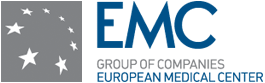 EMC
GROUP OF COMPANIES
EUROPEAN MEDICAL CENTER